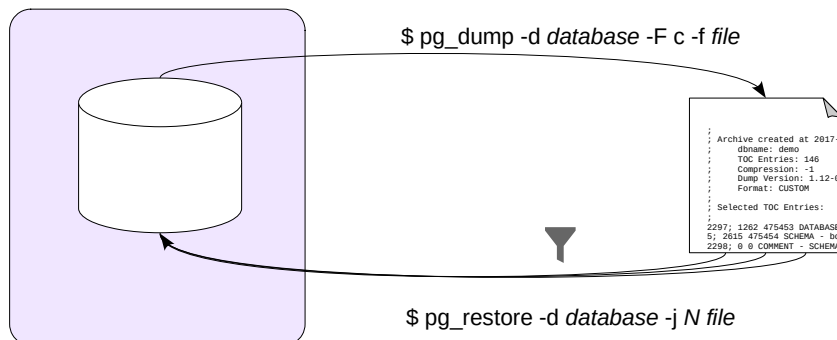 $ pg_dump -d database -F c -f file
;
; Archive created at 2017-
;     dbname: demo
;     TOC Entries: 146
;     Compression: -1
;     Dump Version: 1.12-0
;     Format: CUSTOM
;
; Selected TOC Entries:
;
2297; 1262 475453 DATABASE
5; 2615 475454 SCHEMA - bo
2298; 0 0 COMMENT - SCHEMA
$ pg_restore -d database -j N file